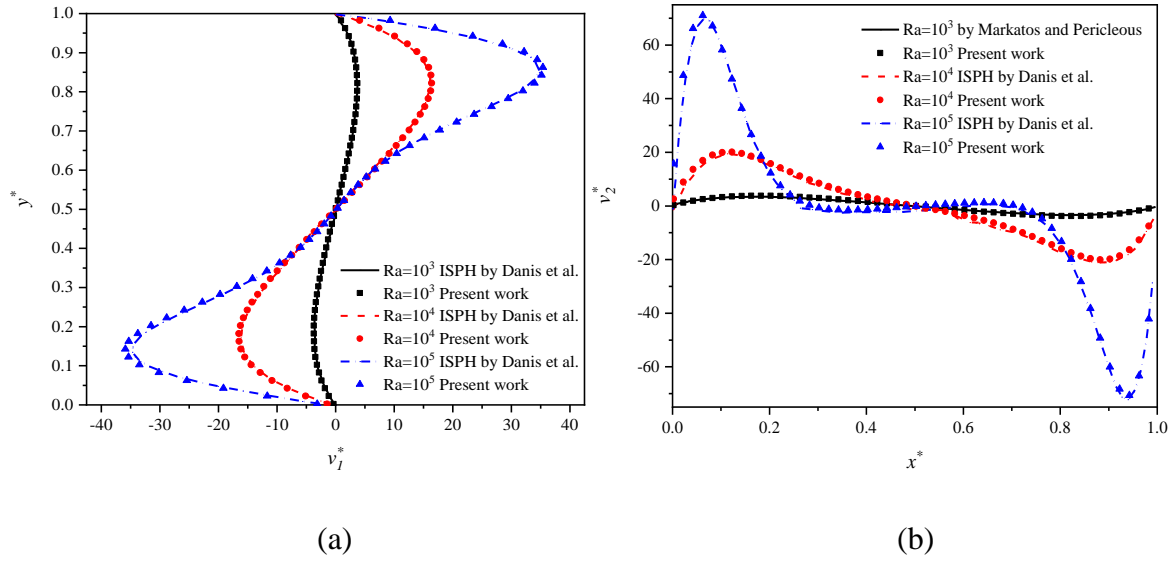 1.0
0.9
0.8
0.7
0.6
0.5
0.4
0.3
0.2
0.1
0.0
y*
Ra=10³ ISPH by Danis et al.
Ra=10³ Present work
Ra=10⁴ ISPH by Danis et al.
Ra=10⁴ Present work
Ra=10⁵ ISPH by Danis et al.
Ra=10⁵ Present work
-40 -30 -20 -10 0 10 20 30 40
v₁*
(a)
60
40
20
0
-20
-40
-60
v₂*
Ra=10³ by Markatos and Pericleous
Ra=10³ Present work
Ra=10⁴ ISPH by Danis et al.
Ra=10⁴ Present work
Ra=10⁵ ISPH by Danis et al.
Ra=10⁵ Present work
0.0 0.2 0.4 0.6 0.8 1.0
x*
(b)